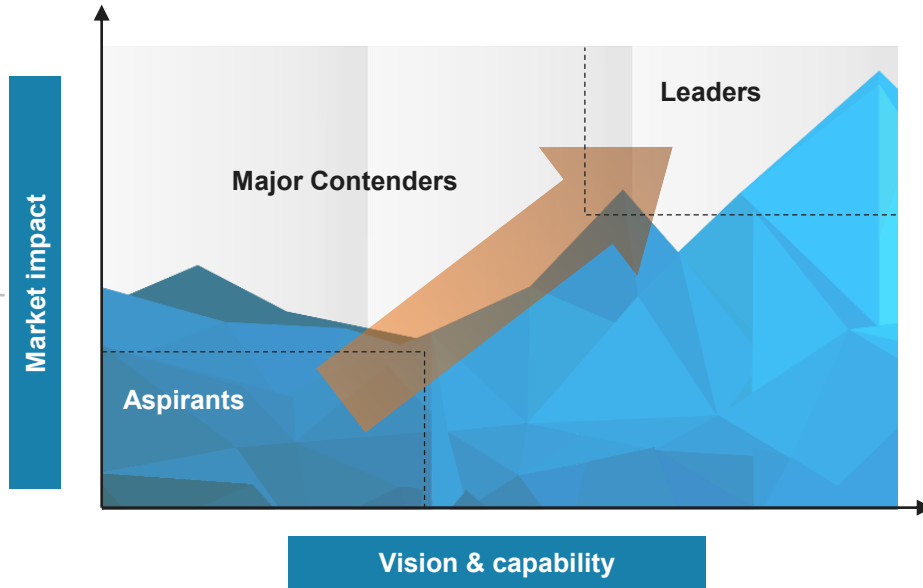 Leaders
Major Contenders
Market impact
Aspirants
Vision & capability